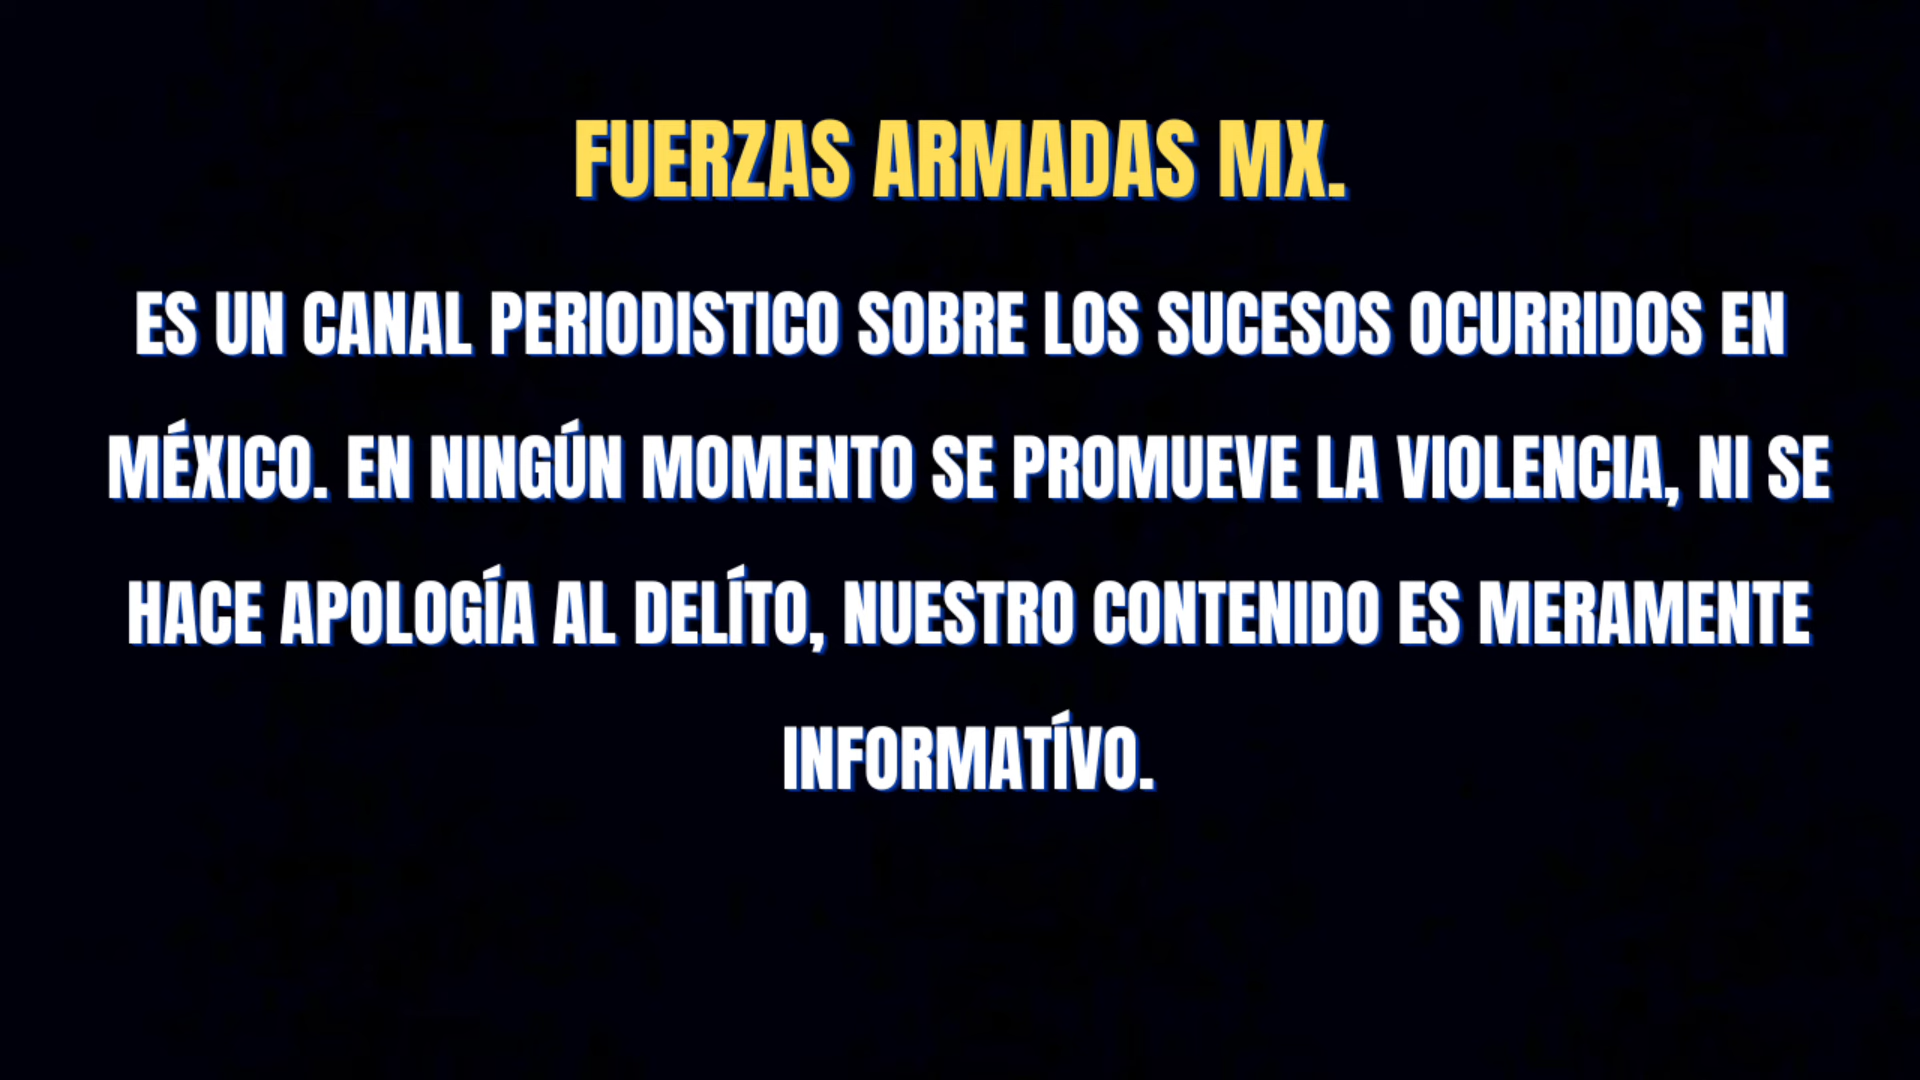 FUERZAS ARMADAS MX.
ES UN CANAL PERIODISTICO SOBRE LOS SUCESOS OCURRIDOS EN
MÉXICO. EN NINGÚN MOMENTO SE PROMUEVE LA VIOLENCIA, NI SE
HACE APOLOGÍA AL DELÍTO, NUESTRO CONTENIDO ES MERAMENTE
INFORMATÍVO.